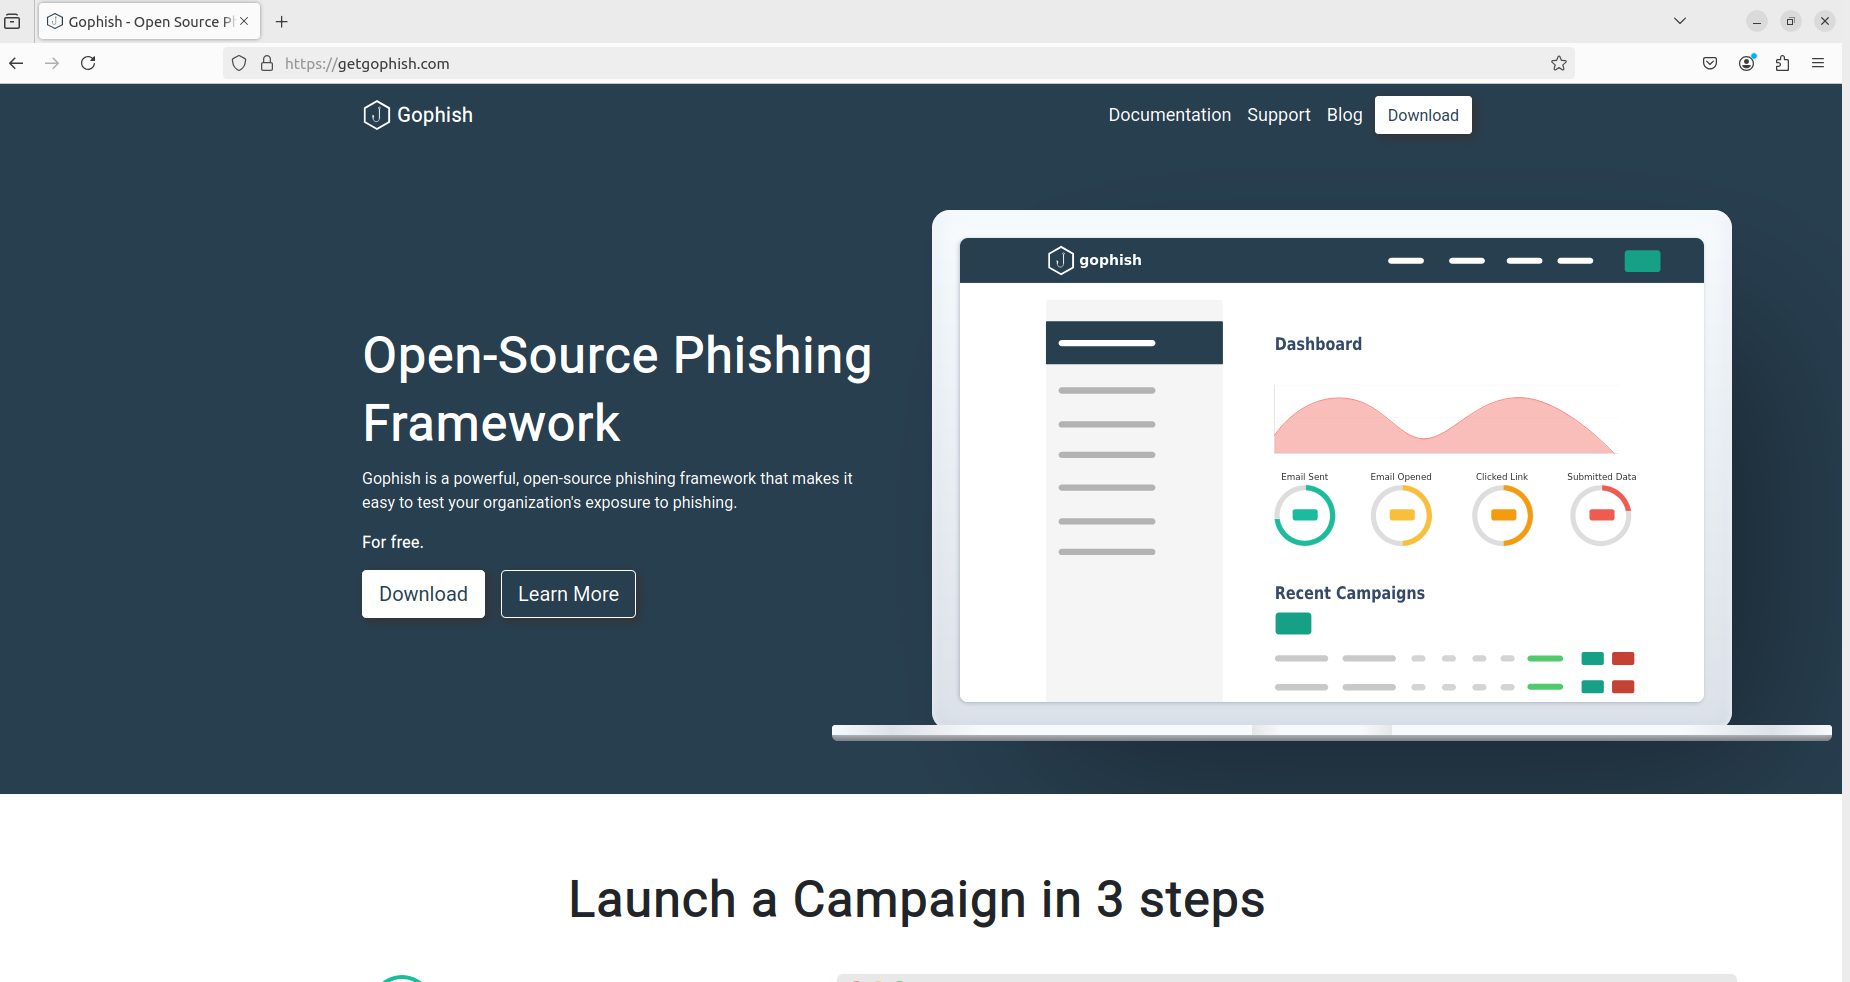 Gophish - Open Source P
https://getgophish.com
Gophish
Documentation Support Blog Download
gophish
Dashboard
Open-Source Phishing
Framework
Gophish is a powerful, open-source phishing framework that makes it
easy to test your organization's exposure to phishing.
For free.
Download Learn More
Email Sent Email Opened Clicked Link Submitted Data
Recent Campaigns
Launch a Campaign in 3 steps